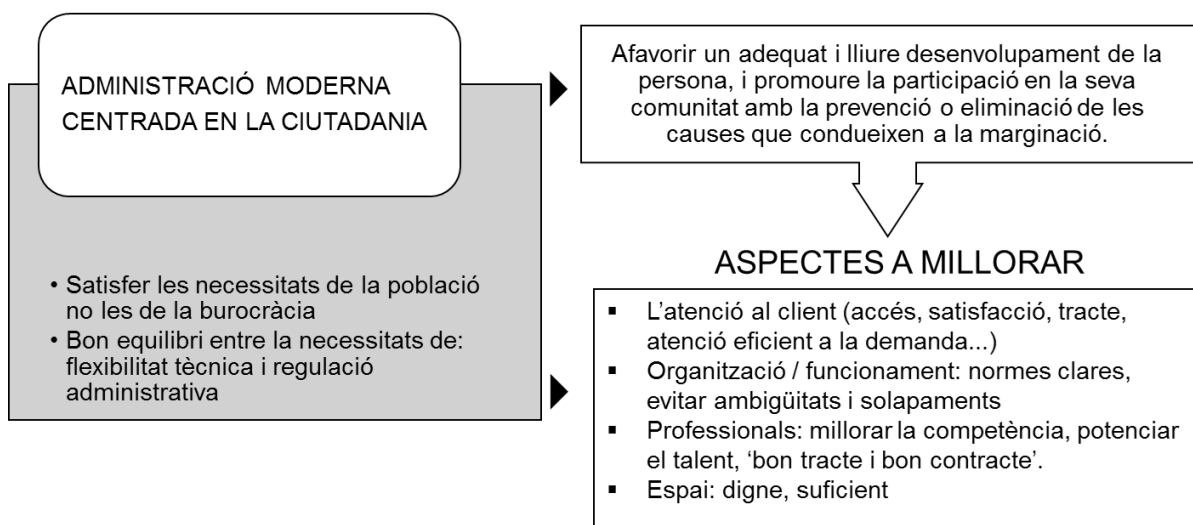 ADMINISTRACIÓ MODERNA
CENTRADA EN LA CIUTADANIA
• Satisfer les necessitats de la població
no les de la burocràcia
• Bon equilibri entre la necessitats de:
flexibilitat tècnica i regulació
administrativa
Afavorir un adequat i lliure desenvolupament de la
persona, i promoure la participació en la seva
comunitat amb la prevenció o eliminació de les
causes que condueixen a la marginació.
ASPECTES A MILLORAR
▪ L’atenció al client (accés, satisfacció, tracte,
atenció eficient a la demanda...)
▪ Organització / funcionament: normes clares,
evitar ambigüitats i solapaments
▪ Professionals: millorar la competència, potenciar
el talent, ‘bon tracte i bon contracte’.
▪ Espai: digne, suficient